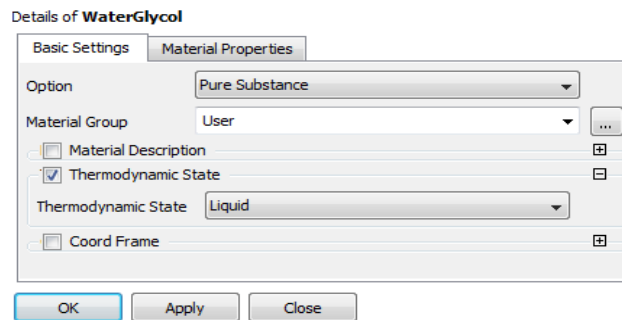 Details of WaterGlycol
Basic Settings Material Properties
Option Pure Substance
Material Group User ...
Material Description
Thermodynamic State
Thermodynamic State Liquid
Coord Frame
OK Apply Close